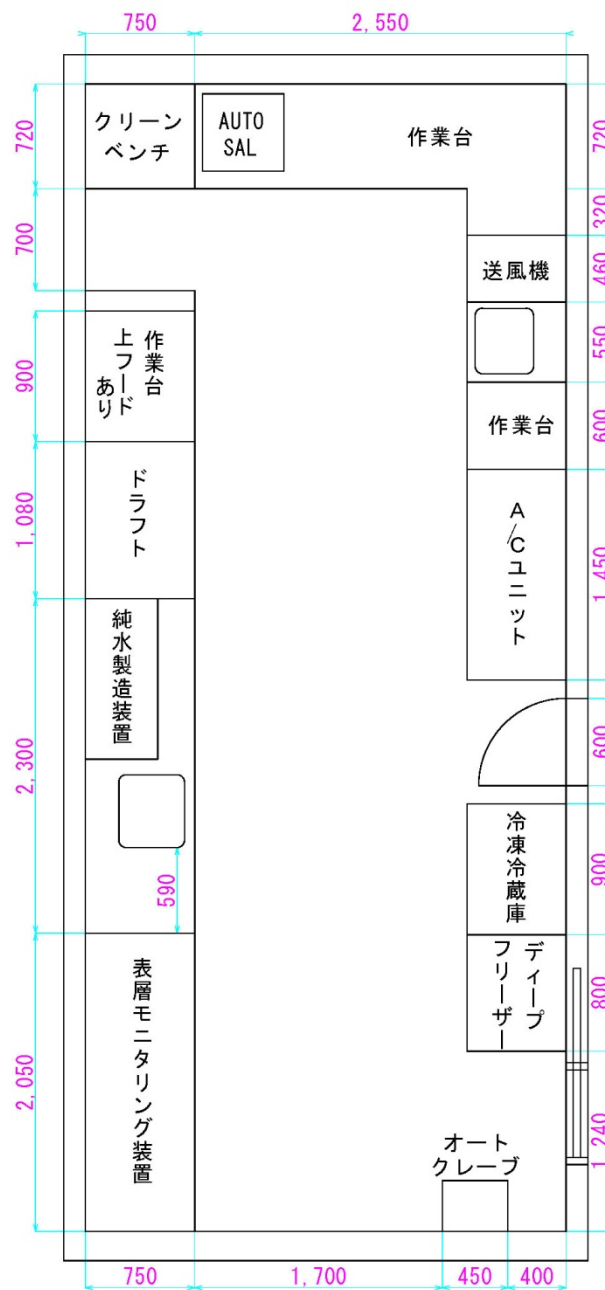 750
2,550
クリーン
ベンチ
AUTO
SAL
作業台
720
720
700
320
送風機
460
550
作業台
上フード
あり
900
作業台
600
ドラフト
1,080
A/Cユニット
1,450
純水製造装置
2,300
600
590
冷凍冷蔵庫
900
ディープ
フリーザー
800
表層モニタリング装置
2,050
1,240
オート
クレーブ
750
1,700
450
400